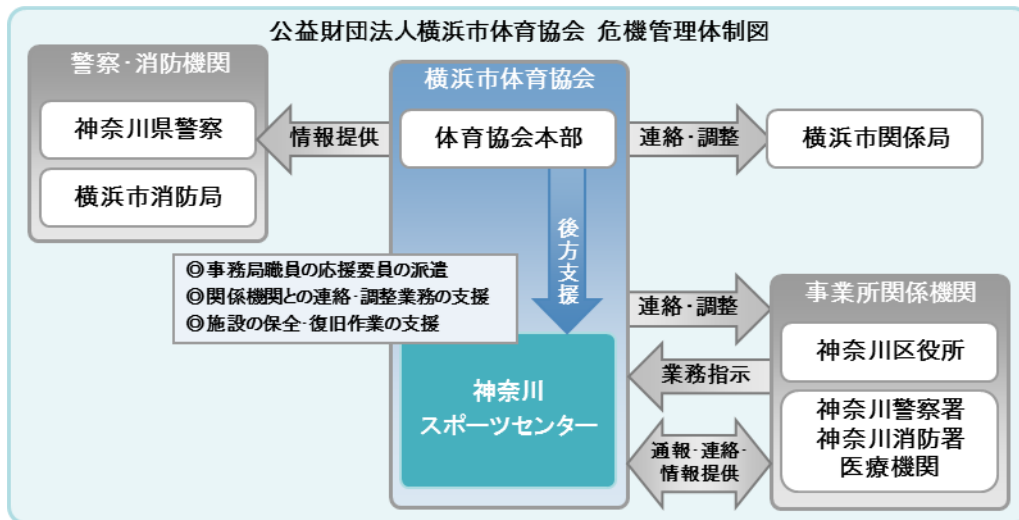 公益財団法人横浜市体育協会 危機管理体制図
警察・消防機関
神奈川県警察
横浜市消防局
情報提供
横浜市体育協会
体育協会本部
連絡・調整
横浜市関係局
後方支援
◎事務局職員の応援要員の派遣
◎関係機関との連絡・調整業務の支援
◎施設の保全・復旧作業の支援
神奈川
スポーツセンター
連絡・調整
業務指示
通報・連絡・
情報提供
事業所関係機関
神奈川区役所
神奈川警察署
神奈川消防署
医療機関